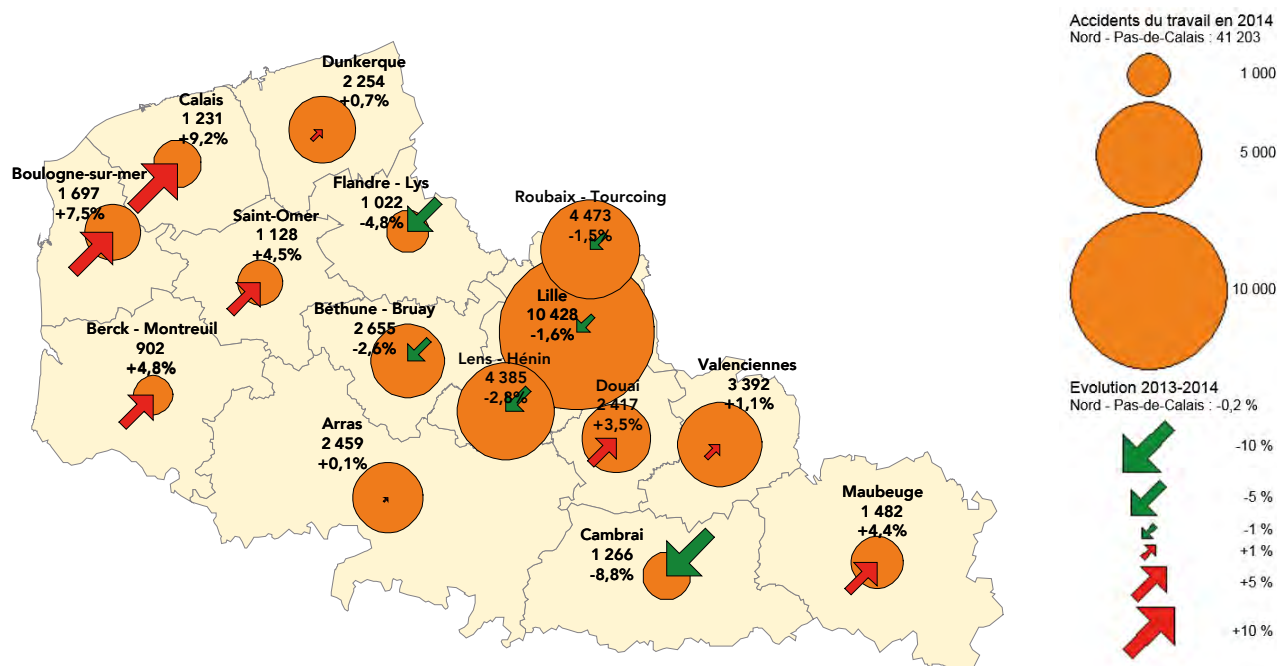 Dunkerque
2 254
+0,7%
Calais
1 231
+9,2%
Boulogne-sur-mer
1 697
+7,5%
Flandre - Lys
1 022
-4,8%
Saint-Omer
1 128
+4,5%
Roubaix - Tourcoing
4 473
-1,5%
Lille
10 428
-1,6%
Béthune - Bruay
2 655
-2,6%
Berck - Montreuil
902
+4,8%
Lens - Hénin
4 385
-2,8%
Douai
2 417
+3,5%
Valenciennes
3 392
+1,1%
Arras
2 459
+0,1%
Maubeuge
1 482
+4,4%
Cambrai
1 266
-8,8%
Accidents du travail en 2014
Nord - Pas-de-Calais : 41 203
1 000
5 000
10 000
Evolution 2013-2014
Nord - Pas-de-Calais : -0,2 %
-10 %
-5 %
-1 %
+1 %
+5 %
+10 %